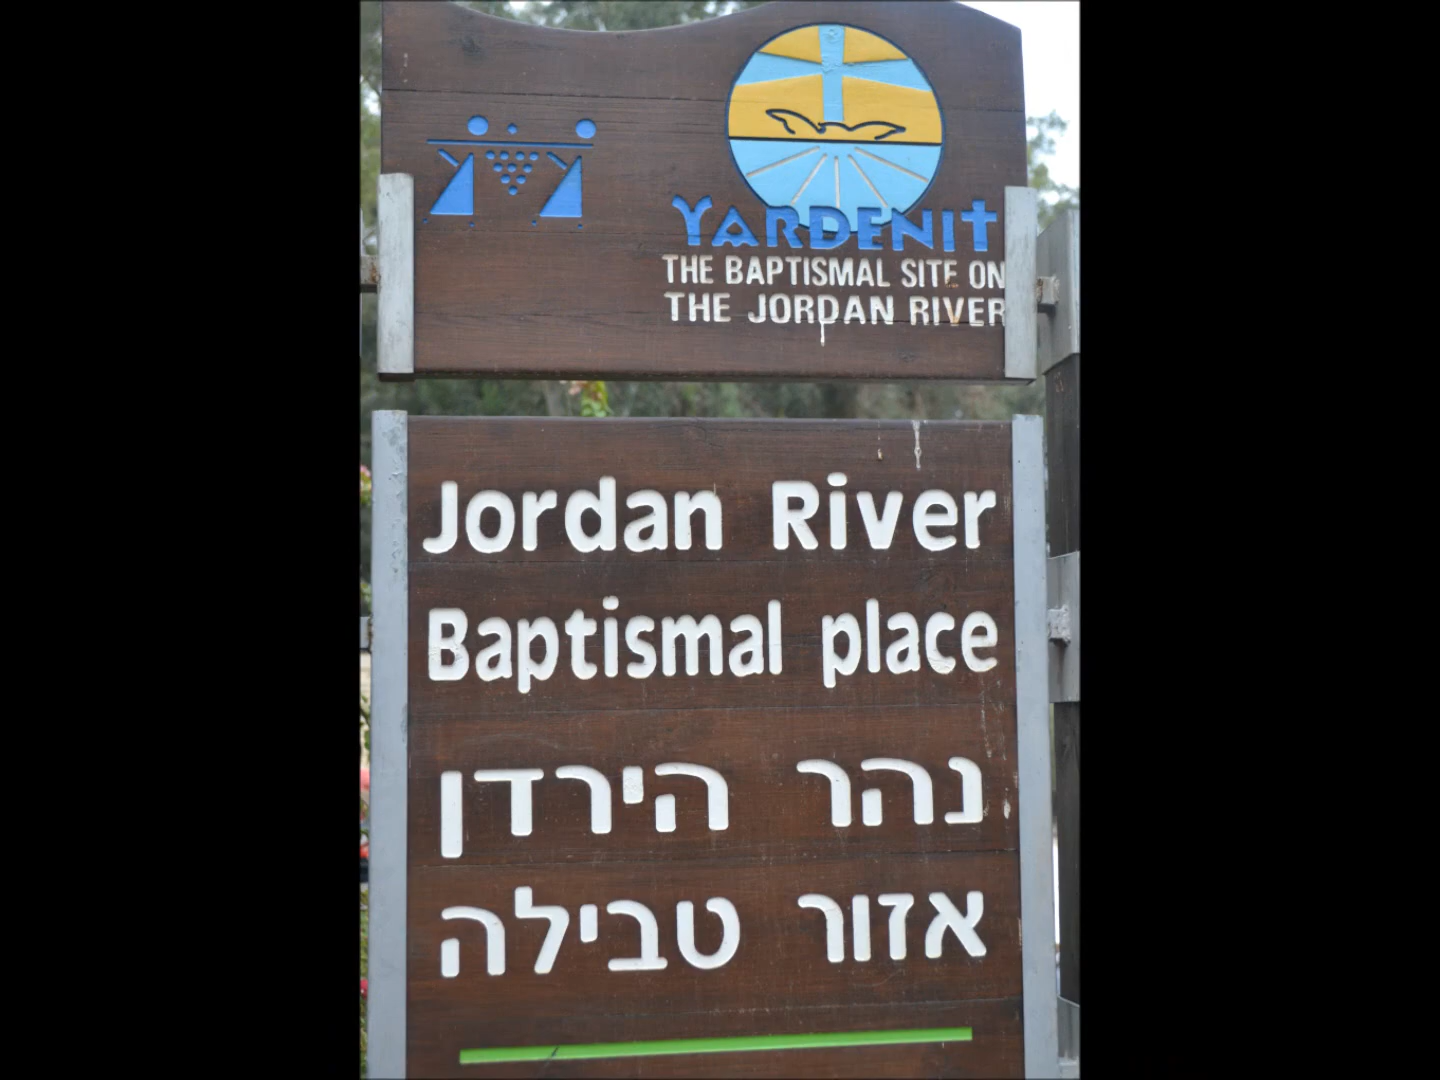 YARDENIT
THE BAPTISMAL SITE ON
THE JORDAN RIVER
Jordan River
Baptismal place
נהר הירדן
אזור טבילה